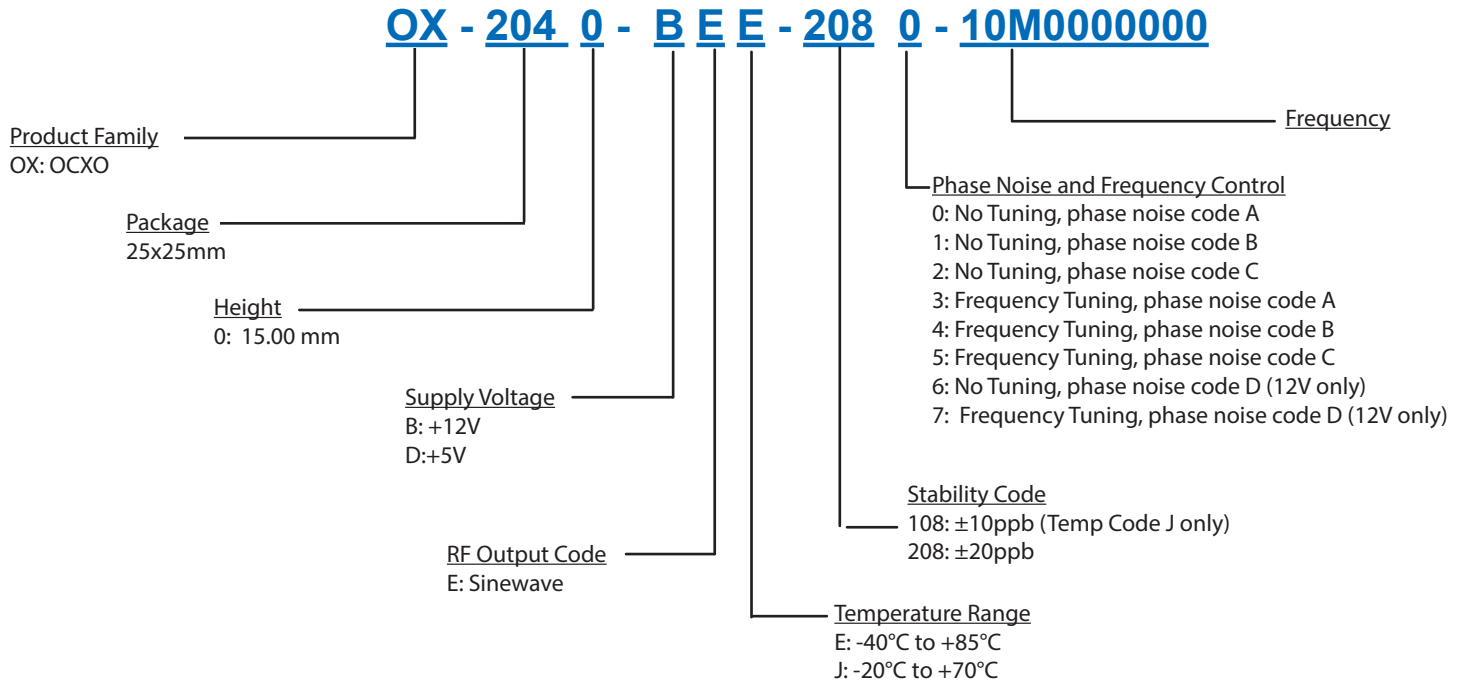 OX - 204 0 - B E E - 208 0 - 10M0000000
Frequency
Product Family
OX: OCXO
Phase Noise and Frequency Control
0: No Tuning, phase noise code A
1: No Tuning, phase noise code B
2: No Tuning, phase noise code C
3: Frequency Tuning, phase noise code A
4: Frequency Tuning, phase noise code B
5: Frequency Tuning, phase noise code C
6: No Tuning, phase noise code D (12V only)
7: Frequency Tuning, phase noise code D (12V only)
Package
25x25mm
Height
0: 15.00 mm
Supply Voltage
B: +12V
D:+5V
Stability Code
108: ±10ppb (Temp Code J only)
208: ±20ppb
RF Output Code
E: Sinewave
Temperature Range
E: -40°C to +85°C
J: -20°C to +70°C